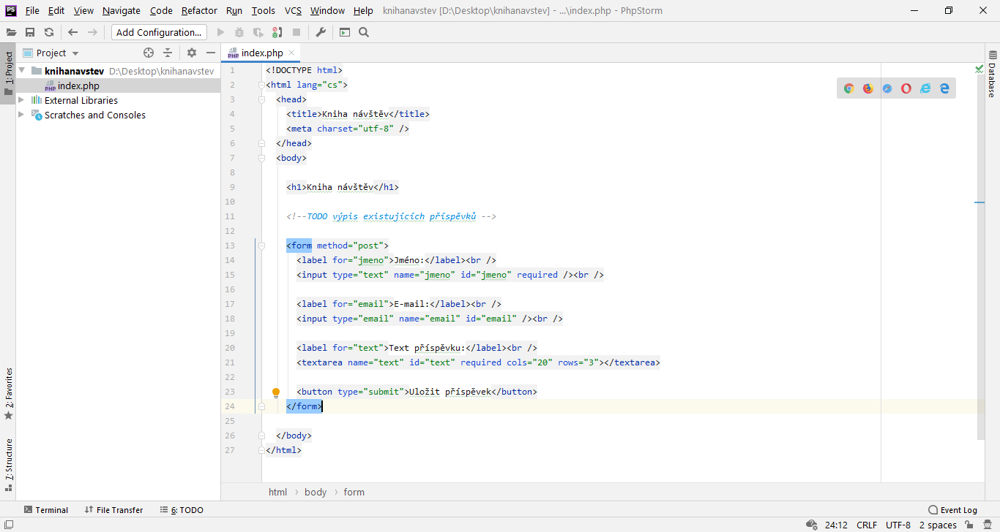 PS File Edit View Navigate Code Refactor Run Tools VCS Window Help knihanavstev [D:\Desktop\knihanavstev] - ...\index.php - PhpStorm
Add Configuration...
1: Project
Project
PHP index.php
Database
knihanavstev D:\Desktop\knihanavstev
PHP index.php
External Libraries
Scratches and Consoles
1 <!DOCTYPE html>
2 <html lang="cs">
3 <head>
4 <title>Kniha návštěv</title>
5 <meta charset="utf-8" />
6 </head>
7 <body>
8
9 <h1>Kniha návštěv</h1>
10
11 <!--TODO výpis existujících příspěvků -->
12
13 <form method="post">
14 <label for="jmeno">Jméno:</label><br />
15 <input type="text" name="jmeno" id="jmeno" required /><br />
16
17 <label for="email">E-mail:</label><br />
18 <input type="email" name="email" id="email" /><br />
19
20 <label for="text">Text příspěvku:</label><br />
21 <textarea name="text" id="text" required cols="20" rows="3"></textarea>
22
23 <button type="submit">Uložit příspěvek</button>
24 </form>
25
26 </body>
27 </html>
2: Favorites
7: Structure
html body form
Terminal File Transfer 6: TODO Event Log
24:12 CRLF UTF-8 2 spaces